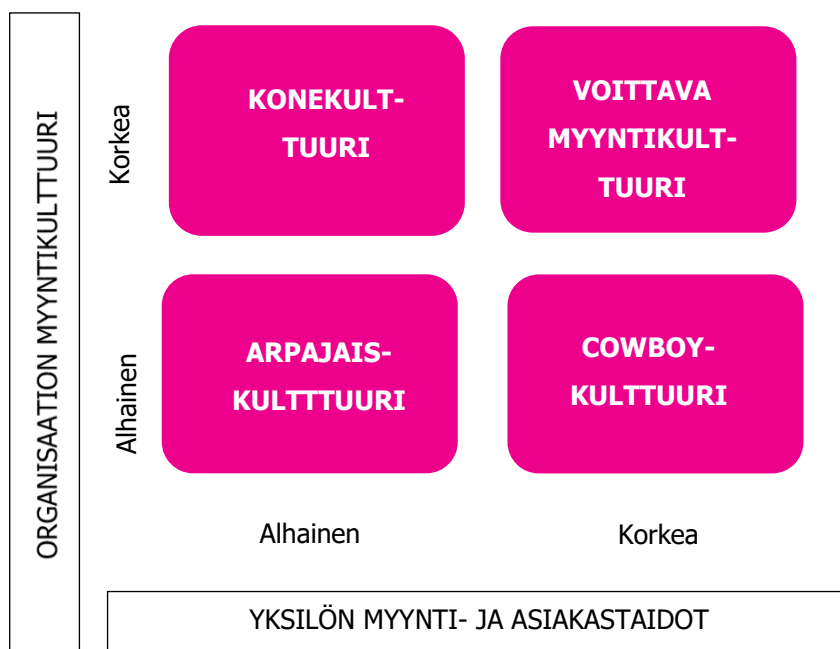 ORGANISAATION MYYNTIKULTTUURI
Korkea
KONEKULT-
TUURI
VOITTAVA
MYYNTIKULT-
TUURI
Alhainen
ARPAJAIS-
KULTTTUURI
COWBOY-
KULTTUURI
Alhainen
Korkea
YKSILÖN MYYNTI- JA ASIAKASTAIDOT